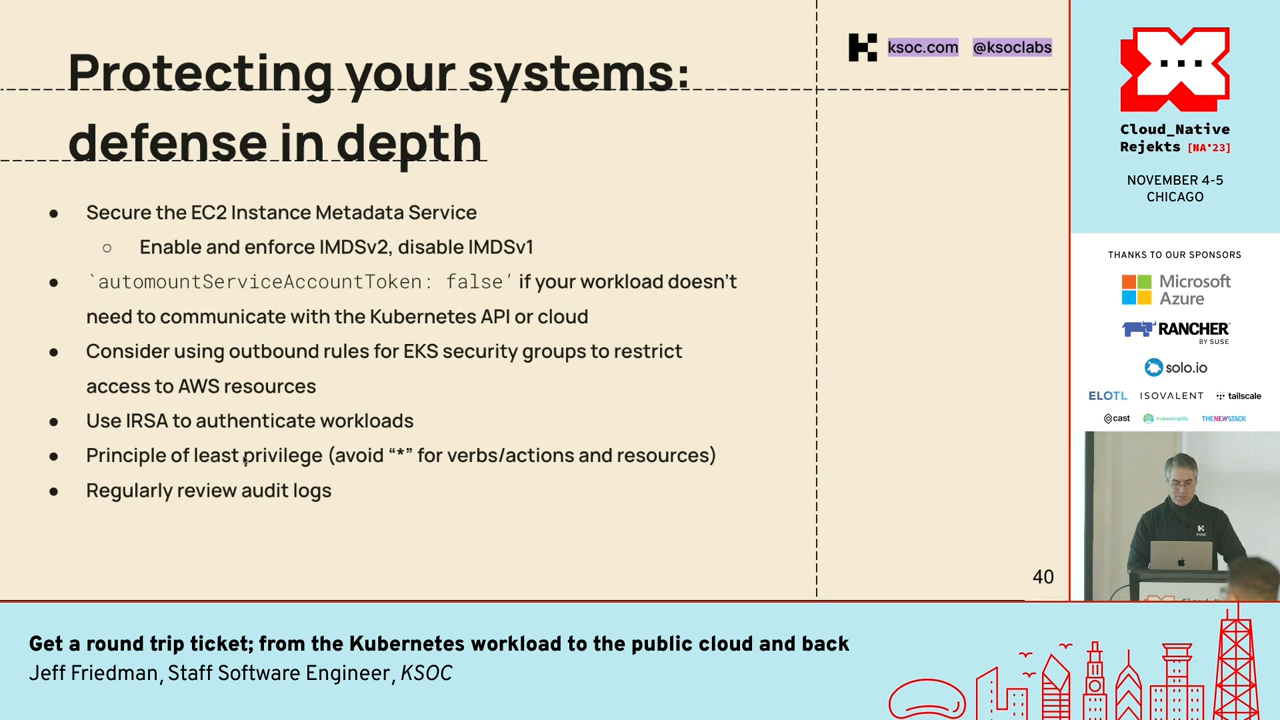 Protecting your systems:
defense in depth
ksoc.com @ksoclabs
● Secure the EC2 Instance Metadata Service
○ Enable and enforce IMDSv2, disable IMDSv1
● `automountServiceAccountToken: false’ if your workload doesn’t
need to communicate with the Kubernetes API or cloud
● Consider using outbound rules for EKS security groups to restrict
access to AWS resources
● Use IRSA to authenticate workloads
● Principle of least privilege (avoid “*” for verbs/actions and resources)
● Regularly review audit logs
40
Cloud_Native
Rejekts [NA'23]
NOVEMBER 4-5
CHICAGO
THANKS TO OUR SPONSORS
Microsoft
Azure
RANCHER
BY SUSE
solo.io
ELOTL ISOVALENT tailscale
cast kubesimplify THENEWSTACK
KSOC
Get a round trip ticket; from the Kubernetes workload to the public cloud and back
Jeff Friedman, Staff Software Engineer, KSOC